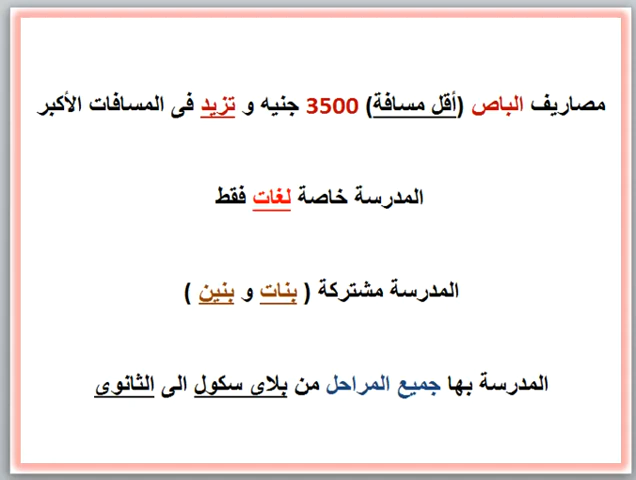 مصاريف الباص (أقل مسافة) 3500 جنيه و تزيد فى المسافات الأكبر
المدرسة خاصة لغات فقط
المدرسة مشتركة ( بنات و بنين )
المدرسة بها جميع المراحل من بلاى سكول الى الثانوى